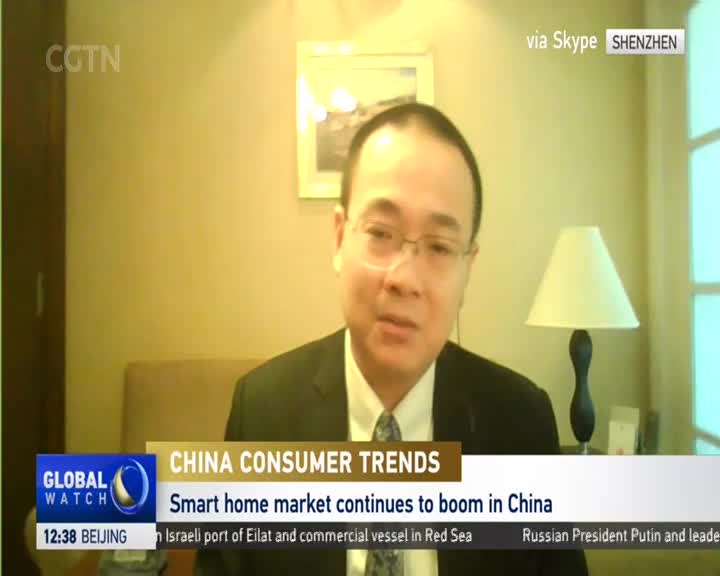 CGTN
via Skype SHENZHEN
CHINA CONSUMER TRENDS
GLOBAL WATCH
Smart home market continues to boom in China
12:38 BEIJING
n Israeli port of Eilat and commercial vessel in Red Sea Russian President Putin and leade